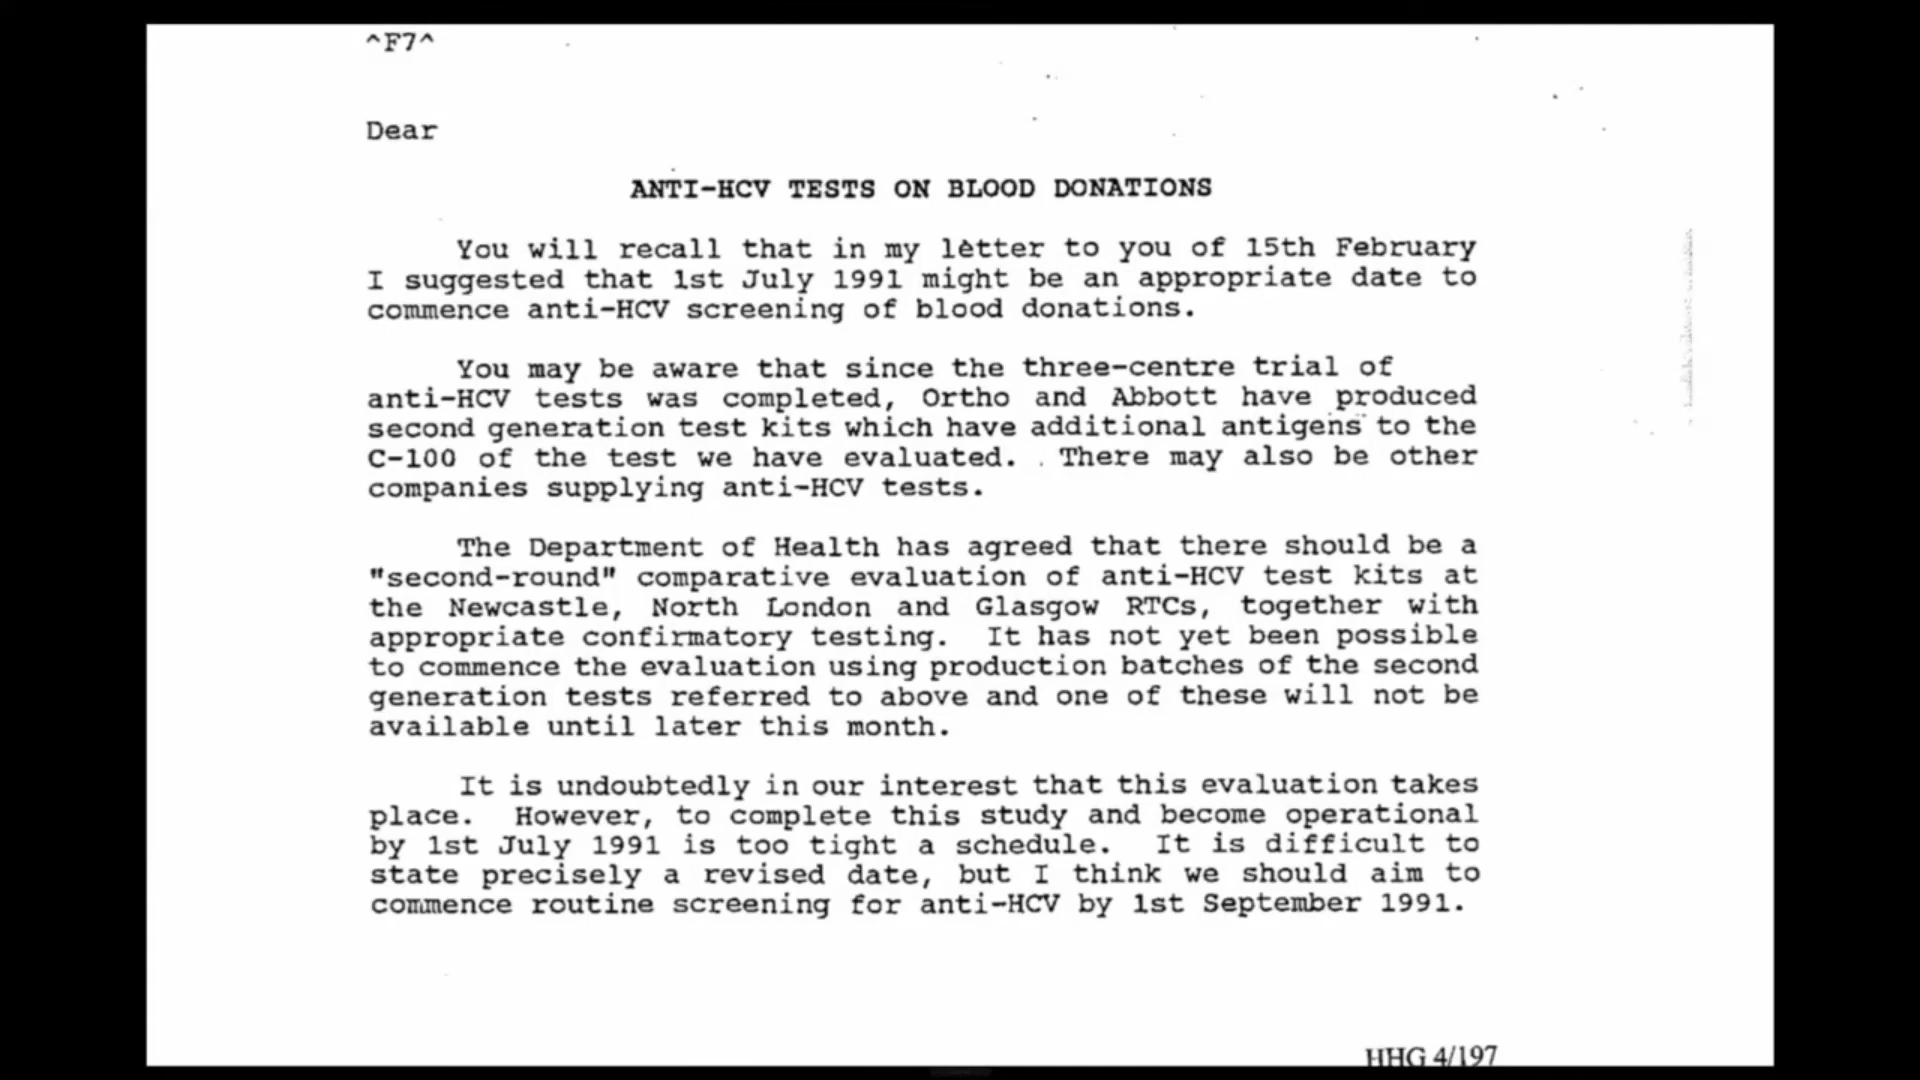 ^F7^
Dear
ANTI-HCV TESTS ON BLOOD DONATIONS
You will recall that in my letter to you of 15th February
I suggested that 1st July 1991 might be an appropriate date to
commence anti-HCV screening of blood donations.
You may be aware that since the three-centre trial of
anti-HCV tests was completed, Ortho and Abbott have produced
second generation test kits which have additional antigens to the
C-100 of the test we have evaluated. There may also be other
companies supplying anti-HCV tests.
The Department of Health has agreed that there should be a
"second-round" comparative evaluation of anti-HCV test kits at
the Newcastle, North London and Glasgow RTCs, together with
appropriate confirmatory testing. It has not yet been possible
to commence the evaluation using production batches of the second
generation tests referred to above and one of these will not be
available until later this month.
It is undoubtedly in our interest that this evaluation takes
place. However, to complete this study and become operational
by 1st July 1991 is too tight a schedule. It is difficult to
state precisely a revised date, but I think we should aim to
commence routine screening for anti-HCV by 1st September 1991.
HHG 4/197